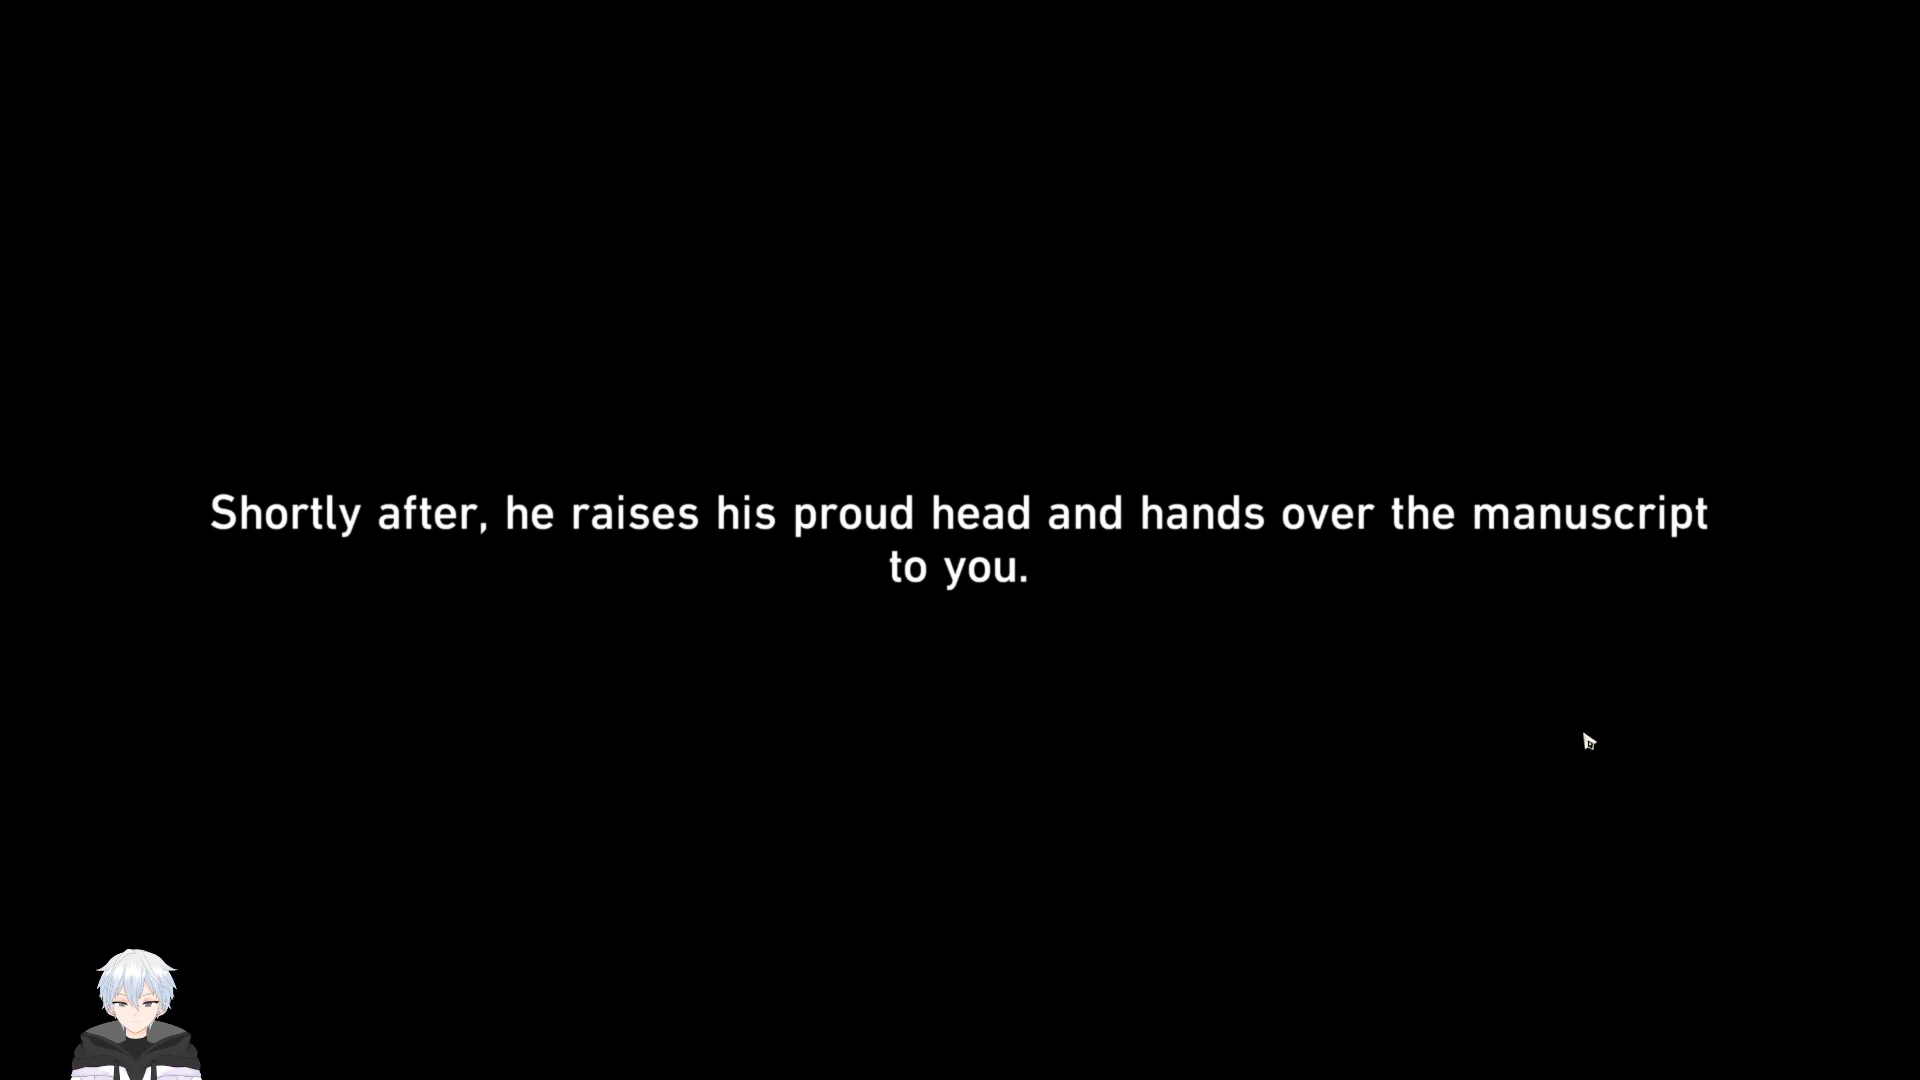 Shortly after, he raises his proud head and hands over the manuscript
to you.